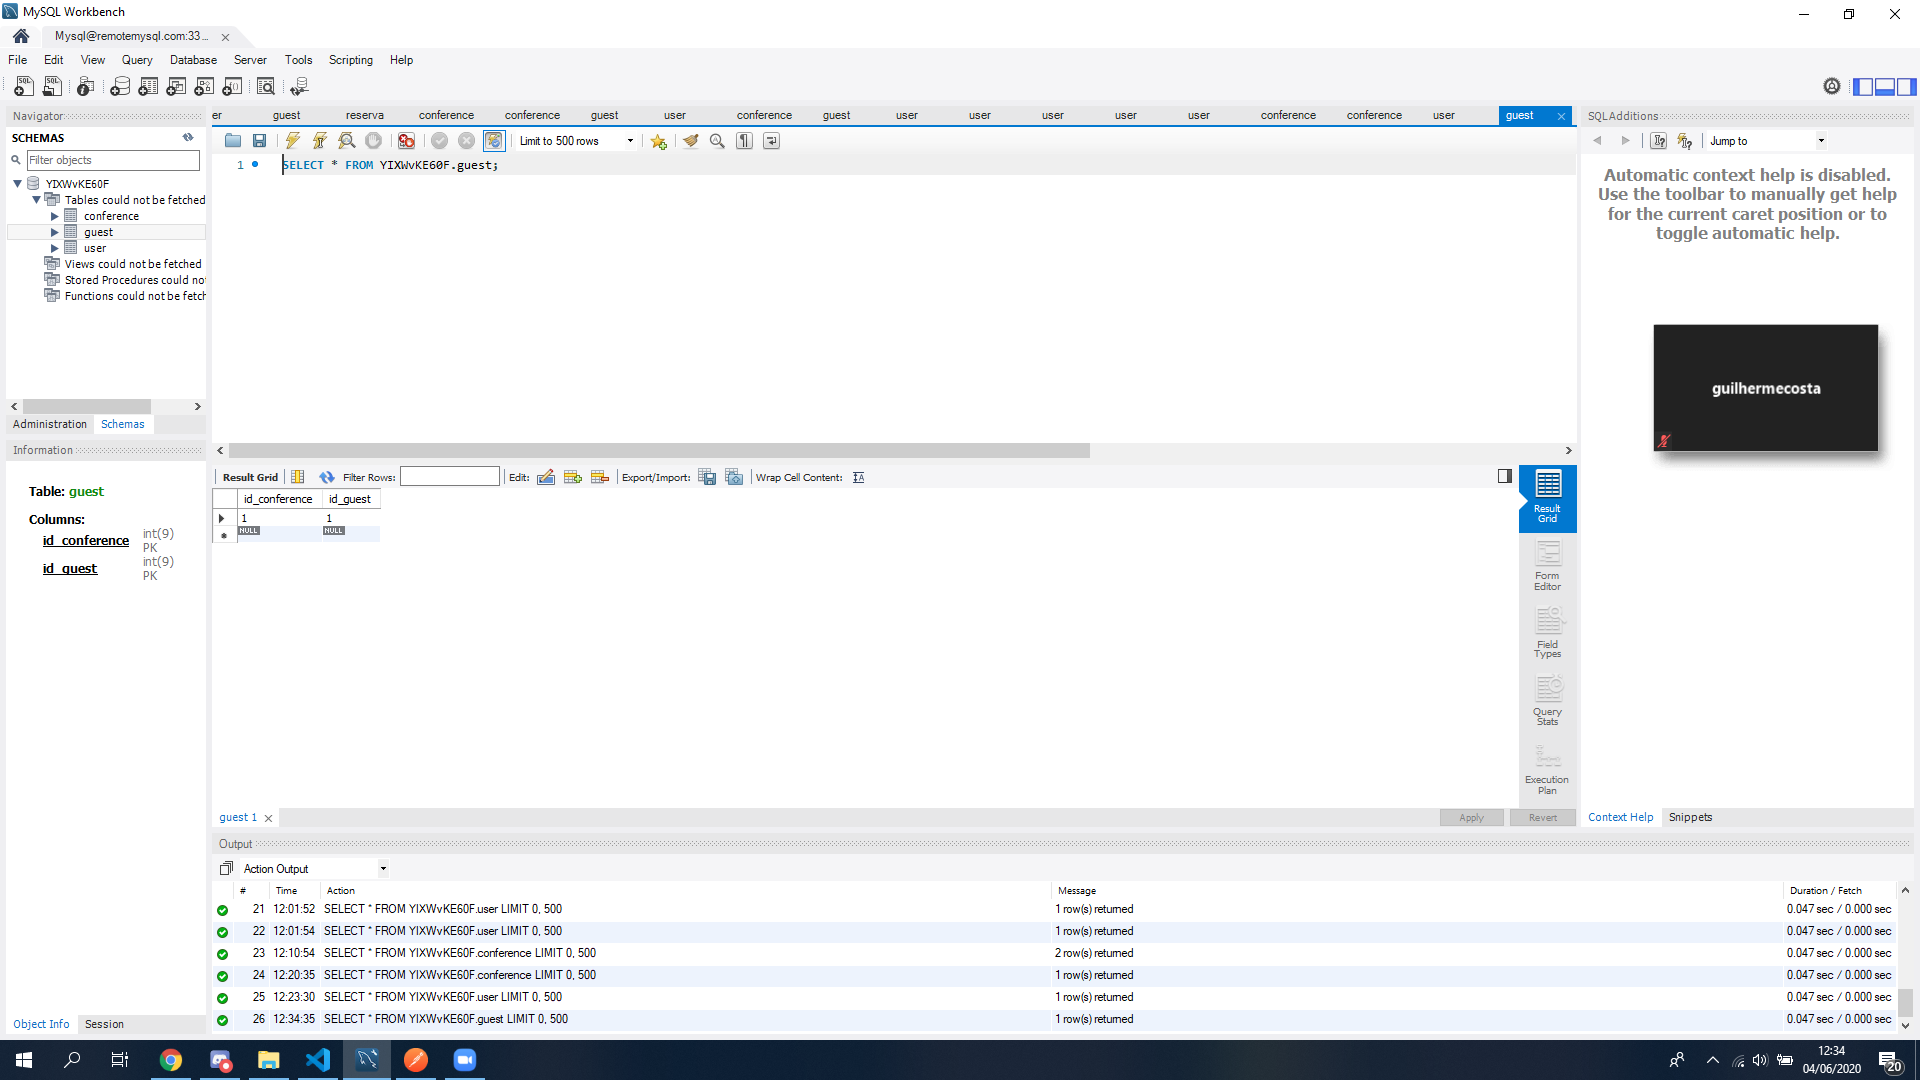 MySQL Workbench
Mysql@remotemysql.com:33 ...
File Edit View Query Database Server Tools Scripting Help
Navigator
SCHEMAS
Filter objects
YIXWvKE60F
Tables could not be fetched
conference
guest
user
Views could not be fetched
Stored Procedures could not
Functions could not be fetch
Administration Schemas
Information
Table: guest
Columns:
id_conference int(9) PK
id_guest int(9) PK
Object Info Session
er guest reserva conference conference guest user conference guest user user user user user conference conference user guest
Limit to 500 rows
1 SELECT * FROM YIXWvKE60F.guest;
Result Grid Filter Rows: Edit: Export/Import: Wrap Cell Content:
id_conference id_guest
1 1
NULL NULL
Result Grid
Form Editor
Field Types
Query Stats
Execution Plan
guest 1 Apply Revert
SQLAdditions
Jump to
Automatic context help is disabled.
Use the toolbar to manually get help
for the current caret position or to
toggle automatic help.
guilhermecosta
Context Help Snippets
Output
Action Output
# Time Action Message Duration / Fetch
21 12:01:52 SELECT * FROM YIXWvKE60F.user LIMIT 0, 500 1 row(s) returned 0.047 sec / 0.000 sec
22 12:01:54 SELECT * FROM YIXWvKE60F.user LIMIT 0, 500 1 row(s) returned 0.047 sec / 0.000 sec
23 12:10:54 SELECT * FROM YIXWvKE60F.conference LIMIT 0, 500 2 row(s) returned 0.047 sec / 0.000 sec
24 12:20:35 SELECT * FROM YIXWvKE60F.conference LIMIT 0, 500 1 row(s) returned 0.047 sec / 0.000 sec
25 12:23:30 SELECT * FROM YIXWvKE60F.user LIMIT 0, 500 1 row(s) returned 0.047 sec / 0.000 sec
26 12:34:35 SELECT * FROM YIXWvKE60F.guest LIMIT 0, 500 1 row(s) returned 0.047 sec / 0.000 sec
12:34
04/06/2020
20